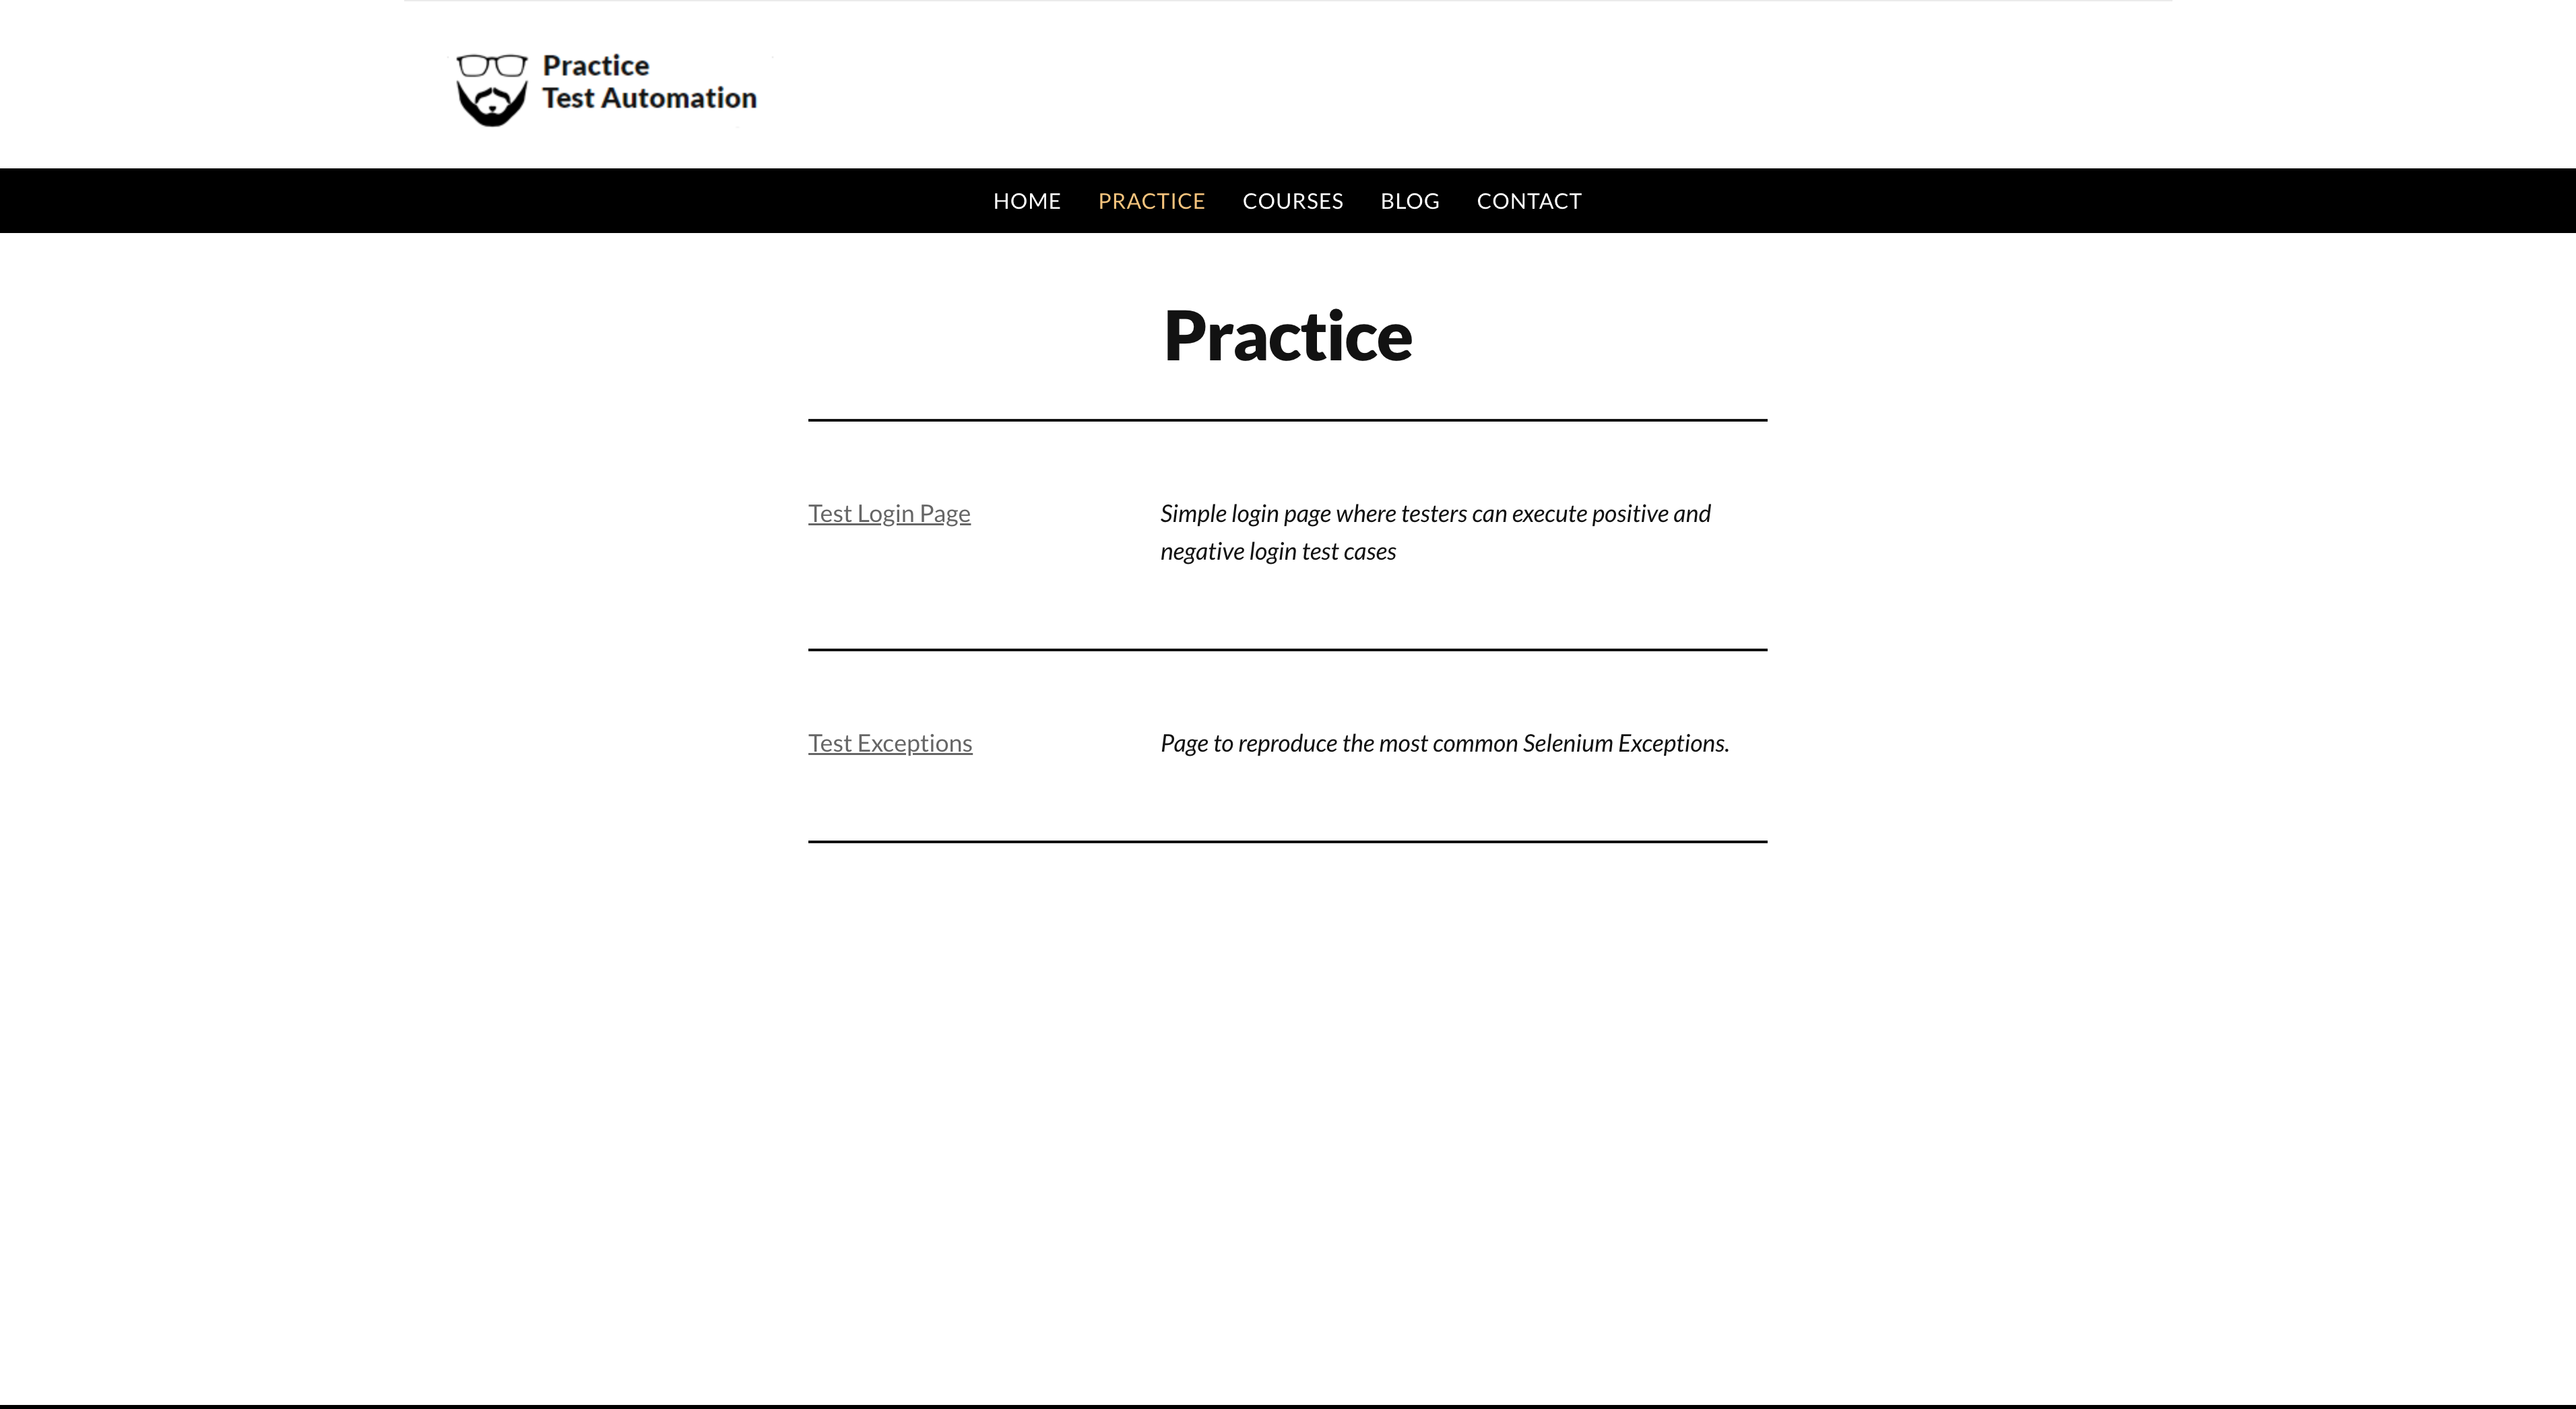 Practice
Test Automation
HOME PRACTICE COURSES BLOG CONTACT
Practice
Test Login Page
Simple login page where testers can execute positive and
negative login test cases
Test Exceptions
Page to reproduce the most common Selenium Exceptions.